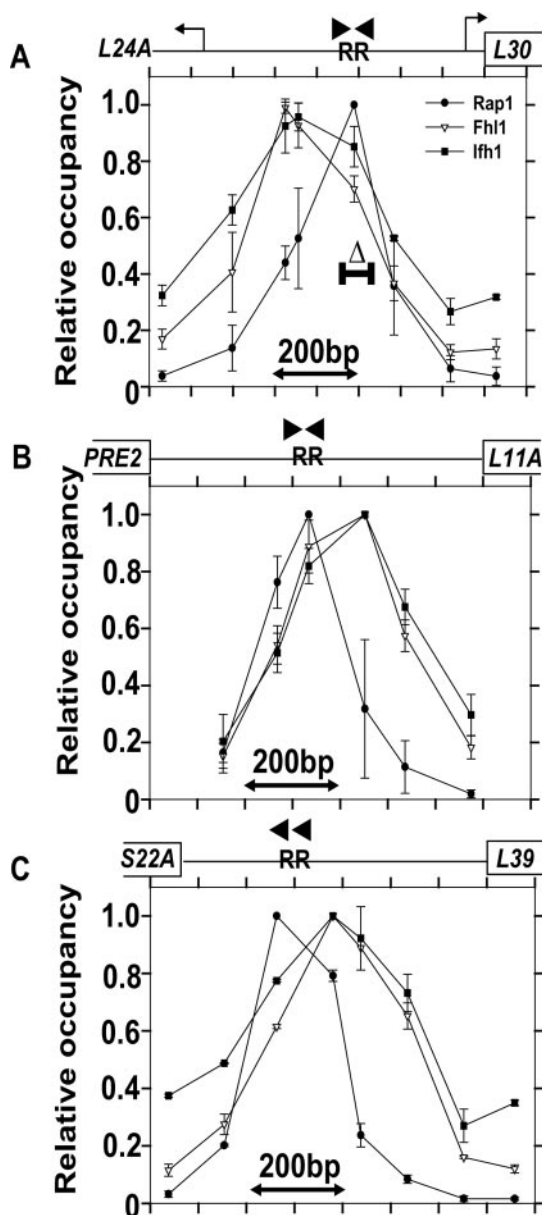 A
L24A RR L30
Relative occupancy
1.0
0.8
0.6
0.4
0.2
0
Rap1
Fhl1
Ifh1
Δ
200bp
B
PRE2 RR L11A
Relative occupancy
1.0
0.8
0.6
0.4
0.2
0
200bp
C
S22A RR L39
Relative occupancy
1.0
0.8
0.6
0.4
0.2
0
200bp